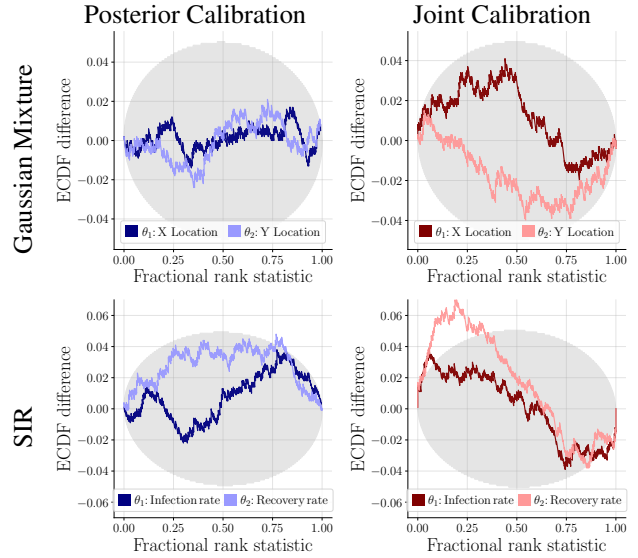 Posterior Calibration
Joint Calibration
Gaussian Mixture
ECDF difference
0.04
0.02
0.00
−0.02
−0.04
θ1: X Location θ2: Y Location
0.00 0.25 0.50 0.75 1.00
Fractional rank statistic
ECDF difference
0.04
0.02
0.00
−0.02
−0.04
θ1: X Location θ2: Y Location
0.00 0.25 0.50 0.75 1.00
Fractional rank statistic
SIR
ECDF difference
0.06
0.04
0.02
0.00
−0.02
−0.04
−0.06
θ1: Infection rate θ2: Recovery rate
0.00 0.25 0.50 0.75 1.00
Fractional rank statistic
ECDF difference
0.06
0.04
0.02
0.00
−0.02
−0.04
−0.06
θ1: Infection rate θ2: Recovery rate
0.00 0.25 0.50 0.75 1.00
Fractional rank statistic